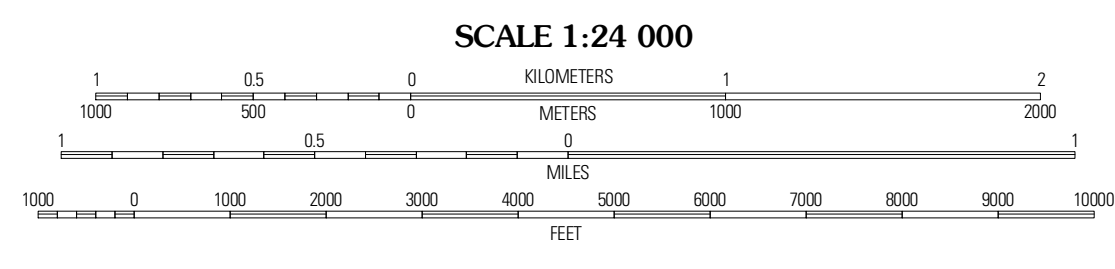 SCALE 1:24 000
1 0.5 0 KILOMETERS 1 2
1000 500 0 METERS 1000 2000
1 0.5 0 1
MILES
1000 0 1000 2000 3000 4000 5000 6000 7000 8000 9000 10000
FEET